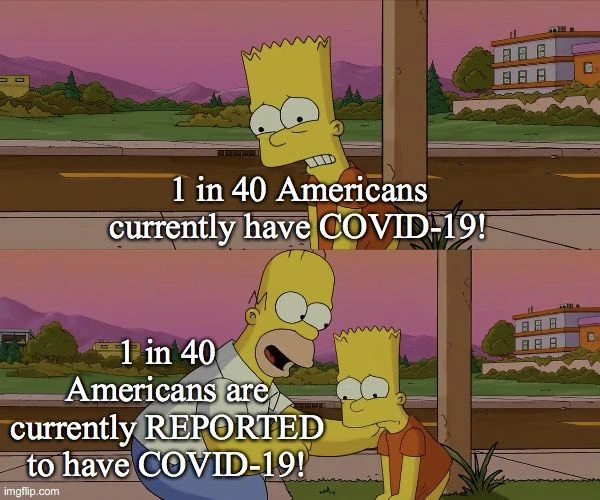 1 in 40 Americans
currently have COVID-19!
1 in 40
Americans are
currently REPORTED
to have COVID-19!
imgflip.com